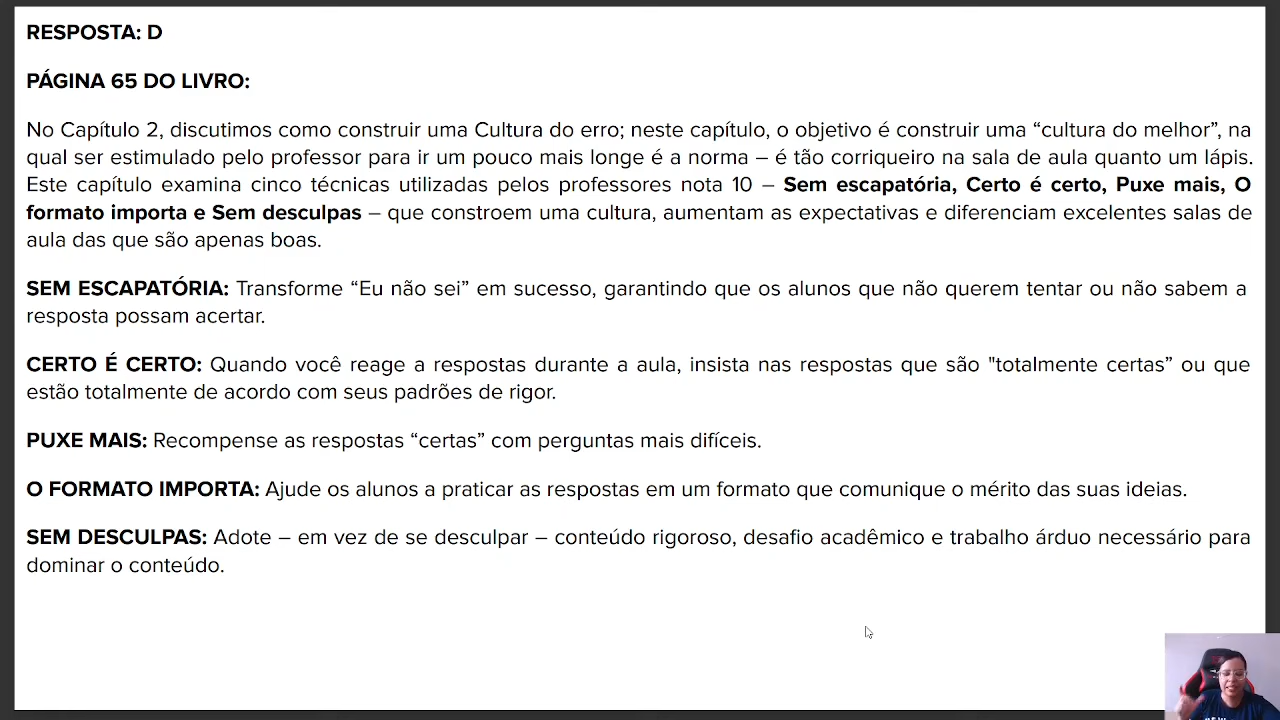 RESPOSTA: D
PÁGINA 65 DO LIVRO:
No Capítulo 2, discutimos como construir uma Cultura do erro; neste capítulo, o objetivo é construir uma “cultura do melhor”, na
qual ser estimulado pelo professor para ir um pouco mais longe é a norma – é tão corriqueiro na sala de aula quanto um lápis.
Este capítulo examina cinco técnicas utilizadas pelos professores nota 10 – Sem escapatória, Certo é certo, Puxe mais, O
formato importa e Sem desculpas – que constroem uma cultura, aumentam as expectativas e diferenciam excelentes salas de
aula das que são apenas boas.
SEM ESCAPATÓRIA: Transforme “Eu não sei” em sucesso, garantindo que os alunos que não querem tentar ou não sabem a
resposta possam acertar.
CERTO É CERTO: Quando você reage a respostas durante a aula, insista nas respostas que são "totalmente certas” ou que
estão totalmente de acordo com seus padrões de rigor.
PUXE MAIS: Recompense as respostas “certas” com perguntas mais difíceis.
O FORMATO IMPORTA: Ajude os alunos a praticar as respostas em um formato que comunique o mérito das suas ideias.
SEM DESCULPAS: Adote – em vez de se desculpar – conteúdo rigoroso, desafio acadêmico e trabalho árduo necessário para
dominar o conteúdo.